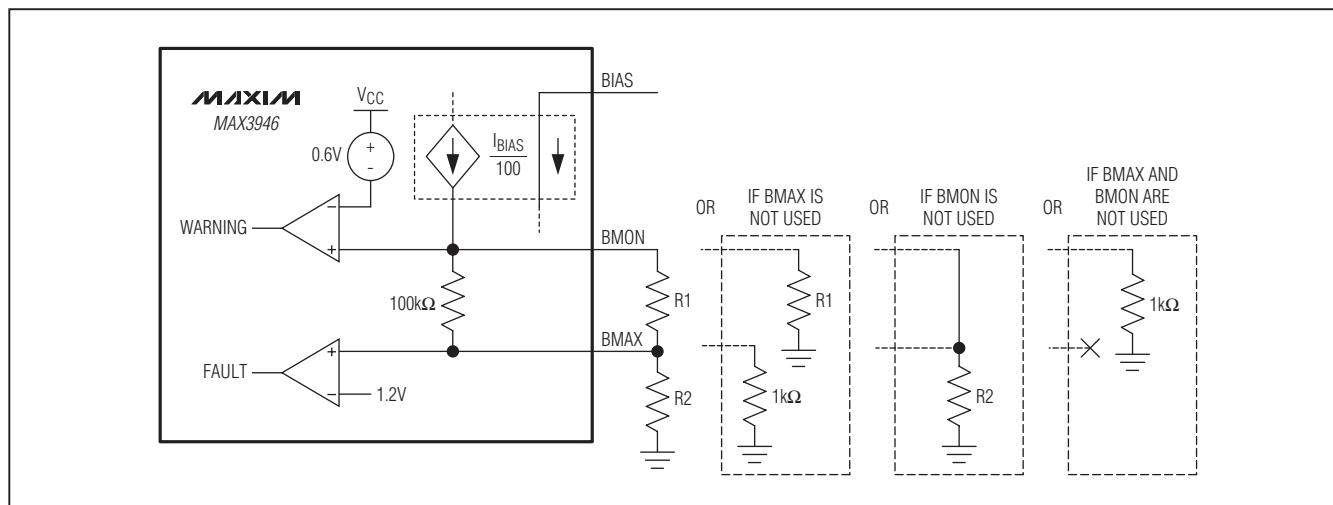 MAXIM
MAX3946
VCC
0.6V
+
-
IBIAS
100
BIAS
WARNING
-
+
BMON
100kΩ
R1
BMAX
FAULT
+
-
1.2V
R2
OR
IF BMAX IS
NOT USED
R1
1kΩ
OR
IF BMON IS
NOT USED
R2
OR
IF BMAX AND
BMON ARE
NOT USED
1kΩ